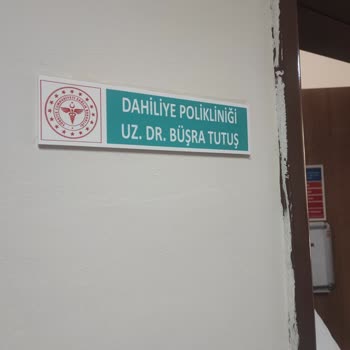 DAHİLİYE POLİKLİNİĞİ
UZ. DR. BÜŞRA TUTUŞ